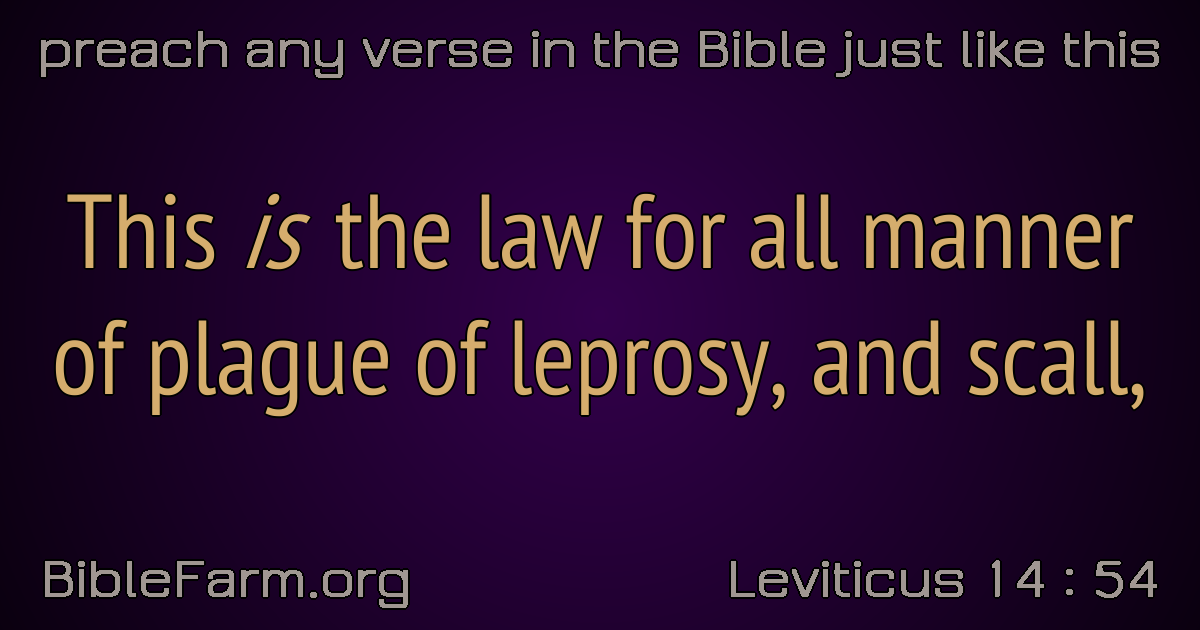 preach any verse in the Bible just like this
This is the law for all manner
of plague of leprosy, and scall,
BibleFarm.org
Leviticus 14 : 54